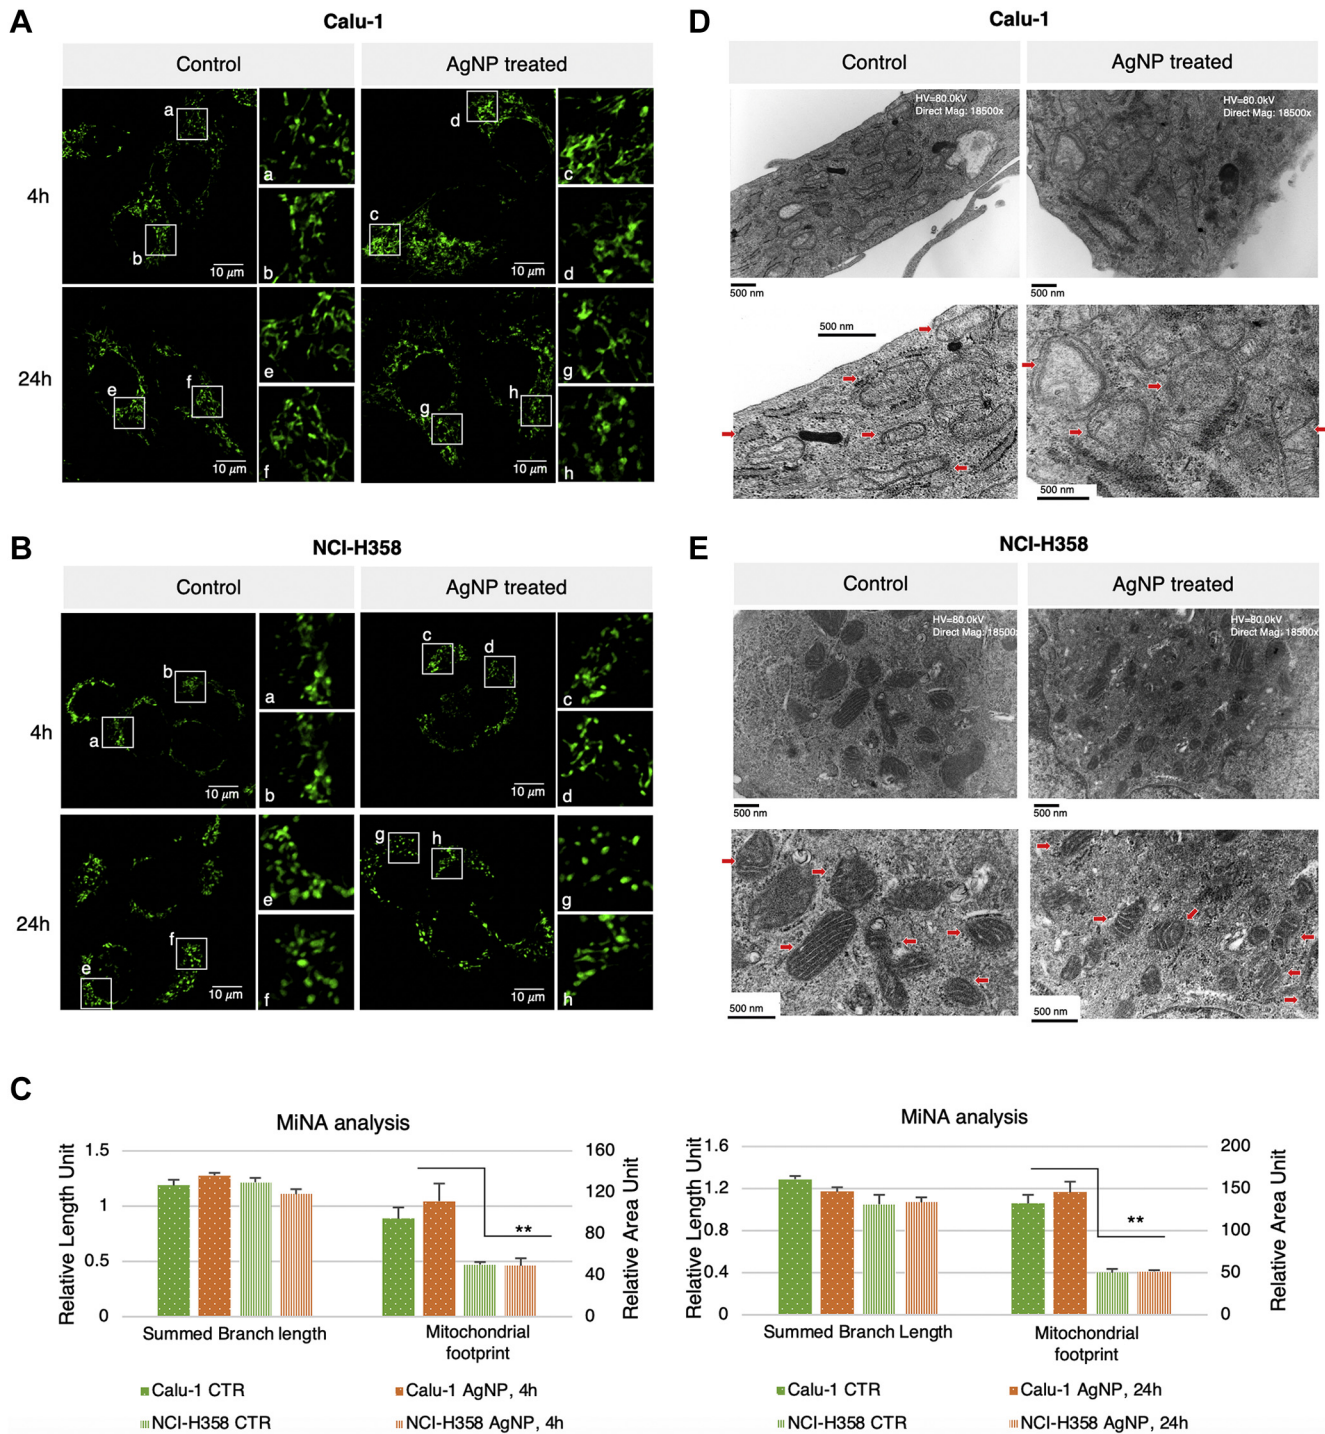 A
Calu-1
Control
AgNP treated
4h
a
b
10 µm
a
b
d
c
10 µm
c
d
24h
e
f
10 µm
e
f
g
h
10 µm
g
h
B
NCI-H358
Control
AgNP treated
4h
b
a
10 µm
a
b
c
d
10 µm
c
d
24h
f
e
10 µm
e
f
g
h
10 µm
g
h
D
Calu-1
Control
AgNP treated
HV=80.0kV
Direct Mag: 18500x
500 nm
HV=80.0kV
Direct Mag: 18500x
500 nm
500 nm
500 nm
E
NCI-H358
Control
AgNP treated
HV=80.0kV
Direct Mag: 18500x
500 nm
HV=80.0kV
Direct Mag: 18500x
500 nm
500 nm
500 nm
C
MiNA analysis
Relative Length Unit
1.5
1
0.5
0
160
120
80
40
0
Relative Area Unit
**
Summed Branch length
Mitochondrial
footprint
Calu-1 CTR
Calu-1 AgNP, 4h
NCI-H358 CTR
NCI-H358 AgNP, 4h
MiNA analysis
Relative Length Unit
1.6
1.2
0.8
0.4
0
200
150
100
50
0
Relative Area Unit
**
Summed Branch Length
Mitochondrial
footprint
Calu-1 CTR
Calu-1 AgNP, 24h
NCI-H358 CTR
NCI-H358 AgNP, 24h